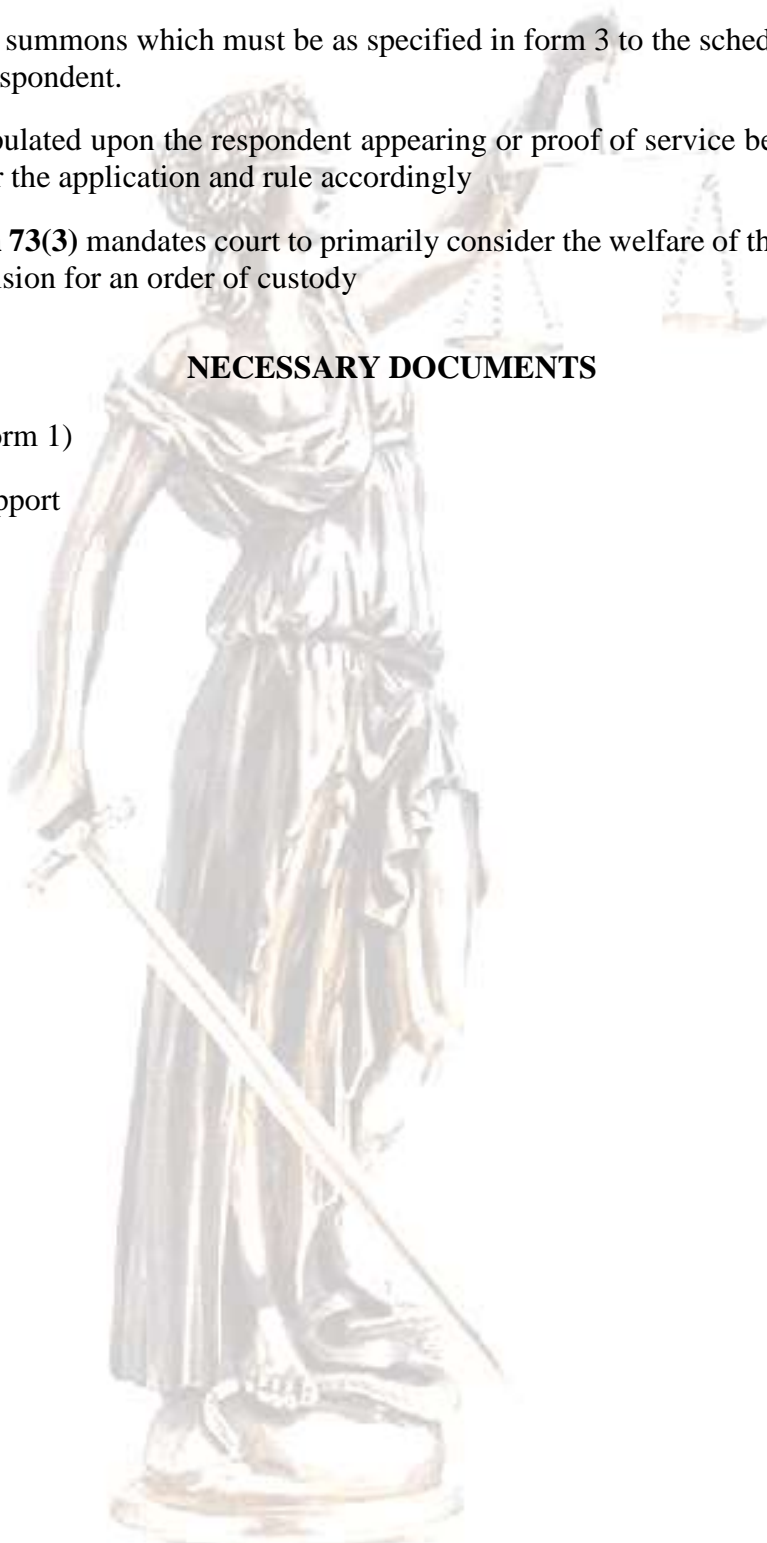 summons which must be as specified in form 3 to the sched
spondent.
pulated upon the respondent appearing or proof of service be
r the application and rule accordingly
73(3) mandates court to primarily consider the welfare of th
ision for an order of custody
NECESSARY DOCUMENTS
orm 1)
pport